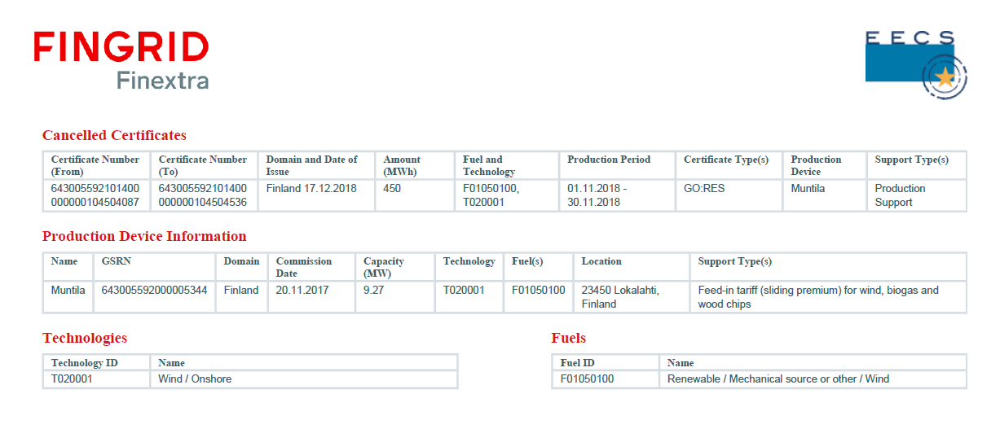 FINGRID
Finextra
EECS
Cancelled Certificates
Certificate Number (From) Certificate Number (To) Domain and Date of Issue Amount (MWh) Fuel and Technology Production Period Certificate Type(s) Production Device Support Type(s)
643005592101400000000104504087 643005592101400000000104504536 Finland 17.12.2018 450 F01050100, T020001 01.11.2018 - 30.11.2018 GO:RES Muntila Production Support
Production Device Information
Name GSRN Domain Commission Date Capacity (MW) Technology Fuel(s) Location Support Type(s)
Muntila 643005592000005344 Finland 20.11.2017 9.27 T020001 F01050100 23450 Lokalahti, Finland Feed-in tariff (sliding premium) for wind, biogas and wood chips
Technologies
Technology ID Name
T020001 Wind / Onshore
Fuels
Fuel ID Name
F01050100 Renewable / Mechanical source or other / Wind